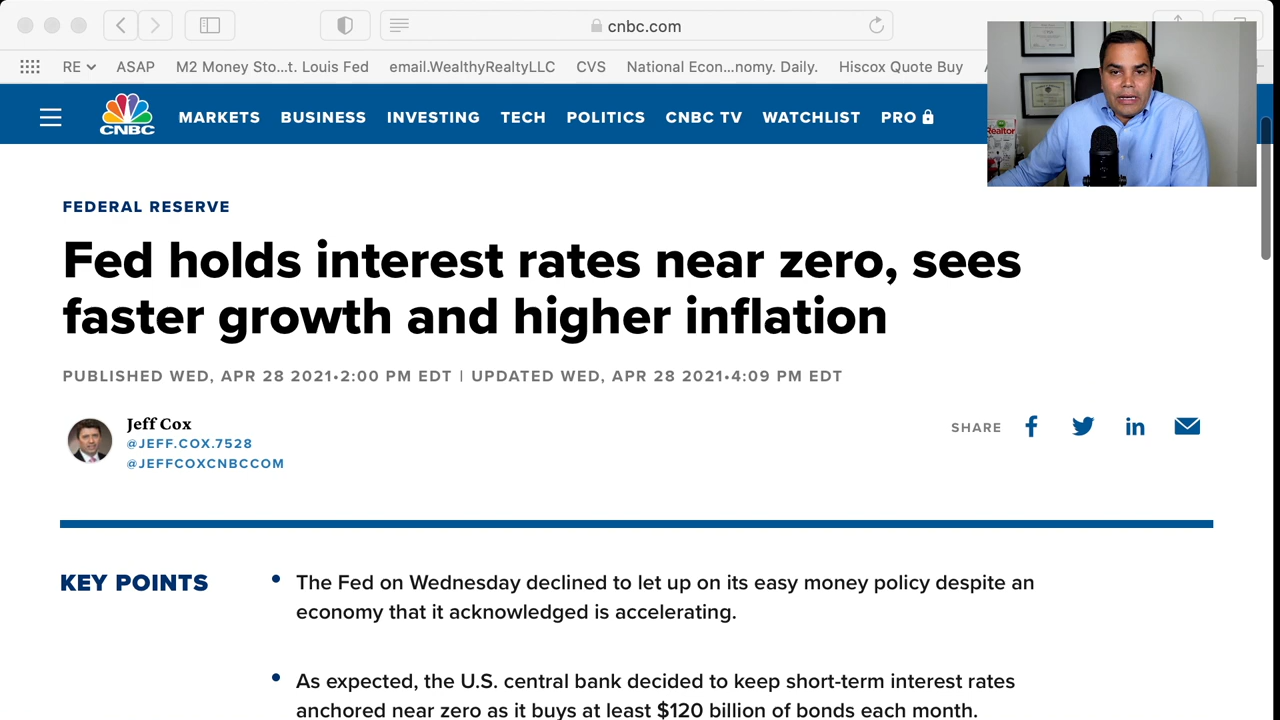 cnbc.com
RE ASAP M2 Money Sto...t. Louis Fed email.WealthyRealtyLLC CVS National Econ...nomy. Daily. Hiscox Quote Buy
CNBC MARKETS BUSINESS INVESTING TECH POLITICS CNBC TV WATCHLIST PRO
Realtor
FEDERAL RESERVE
Fed holds interest rates near zero, sees
faster growth and higher inflation
PUBLISHED WED, APR 28 2021•2:00 PM EDT | UPDATED WED, APR 28 2021•4:09 PM EDT
Jeff Cox
@JEFF.COX.7528
@JEFFCOXCNBCCOM
SHARE
KEY POINTS
• The Fed on Wednesday declined to let up on its easy money policy despite an
economy that it acknowledged is accelerating.
• As expected, the U.S. central bank decided to keep short-term interest rates
anchored near zero as it buys at least $120 billion of bonds each month.